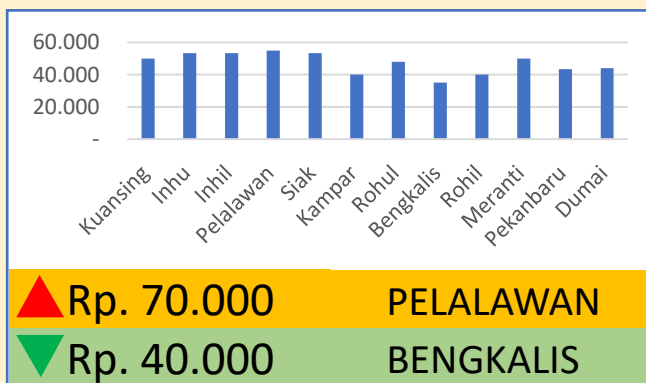 60.000
40.000
20.000
-
Kuansing
Inhu
Inhil
Pelalawan
Siak
Kampar
Rohul
Bengkalis
Rohil
Meranti
Pekanbaru
Dumai
Rp. 70.000 PELALAWAN
Rp. 40.000 BENGKALIS